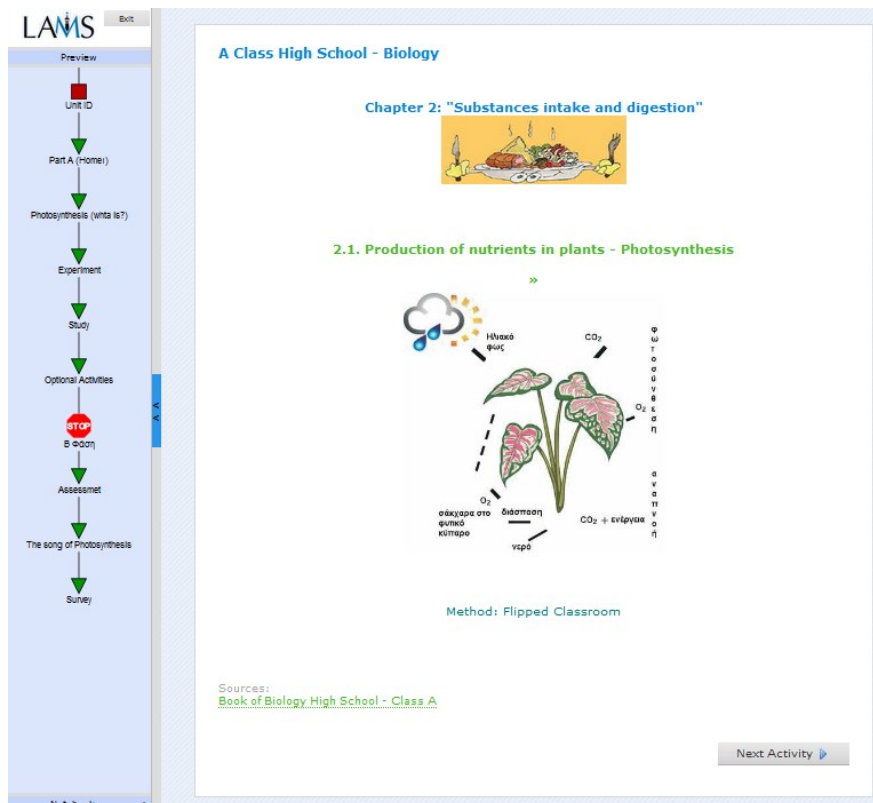 LAMS
Exit
Preview
Unit ID
Part A (Home)
Photosynthesis (whta is?)
Experiment
Study
Optional Activities
STOP
Β Φάση
Assessmet
The song of Photosynthesis
Survey
A Class High School - Biology
Chapter 2: "Substances intake and digestion"
2.1. Production of nutrients in plants - Photosynthesis
»
Ηλιακό
φως
CO2
φωτοσύνθεση
O2
αναπνοή
O2
σάκχαρα στο
φυτικό
κύτταρο
διάσπαση
νερό
CO2 + ενέργεια
Method: Flipped Classroom
Sources:
Book of Biology High School - Class A
Next Activity